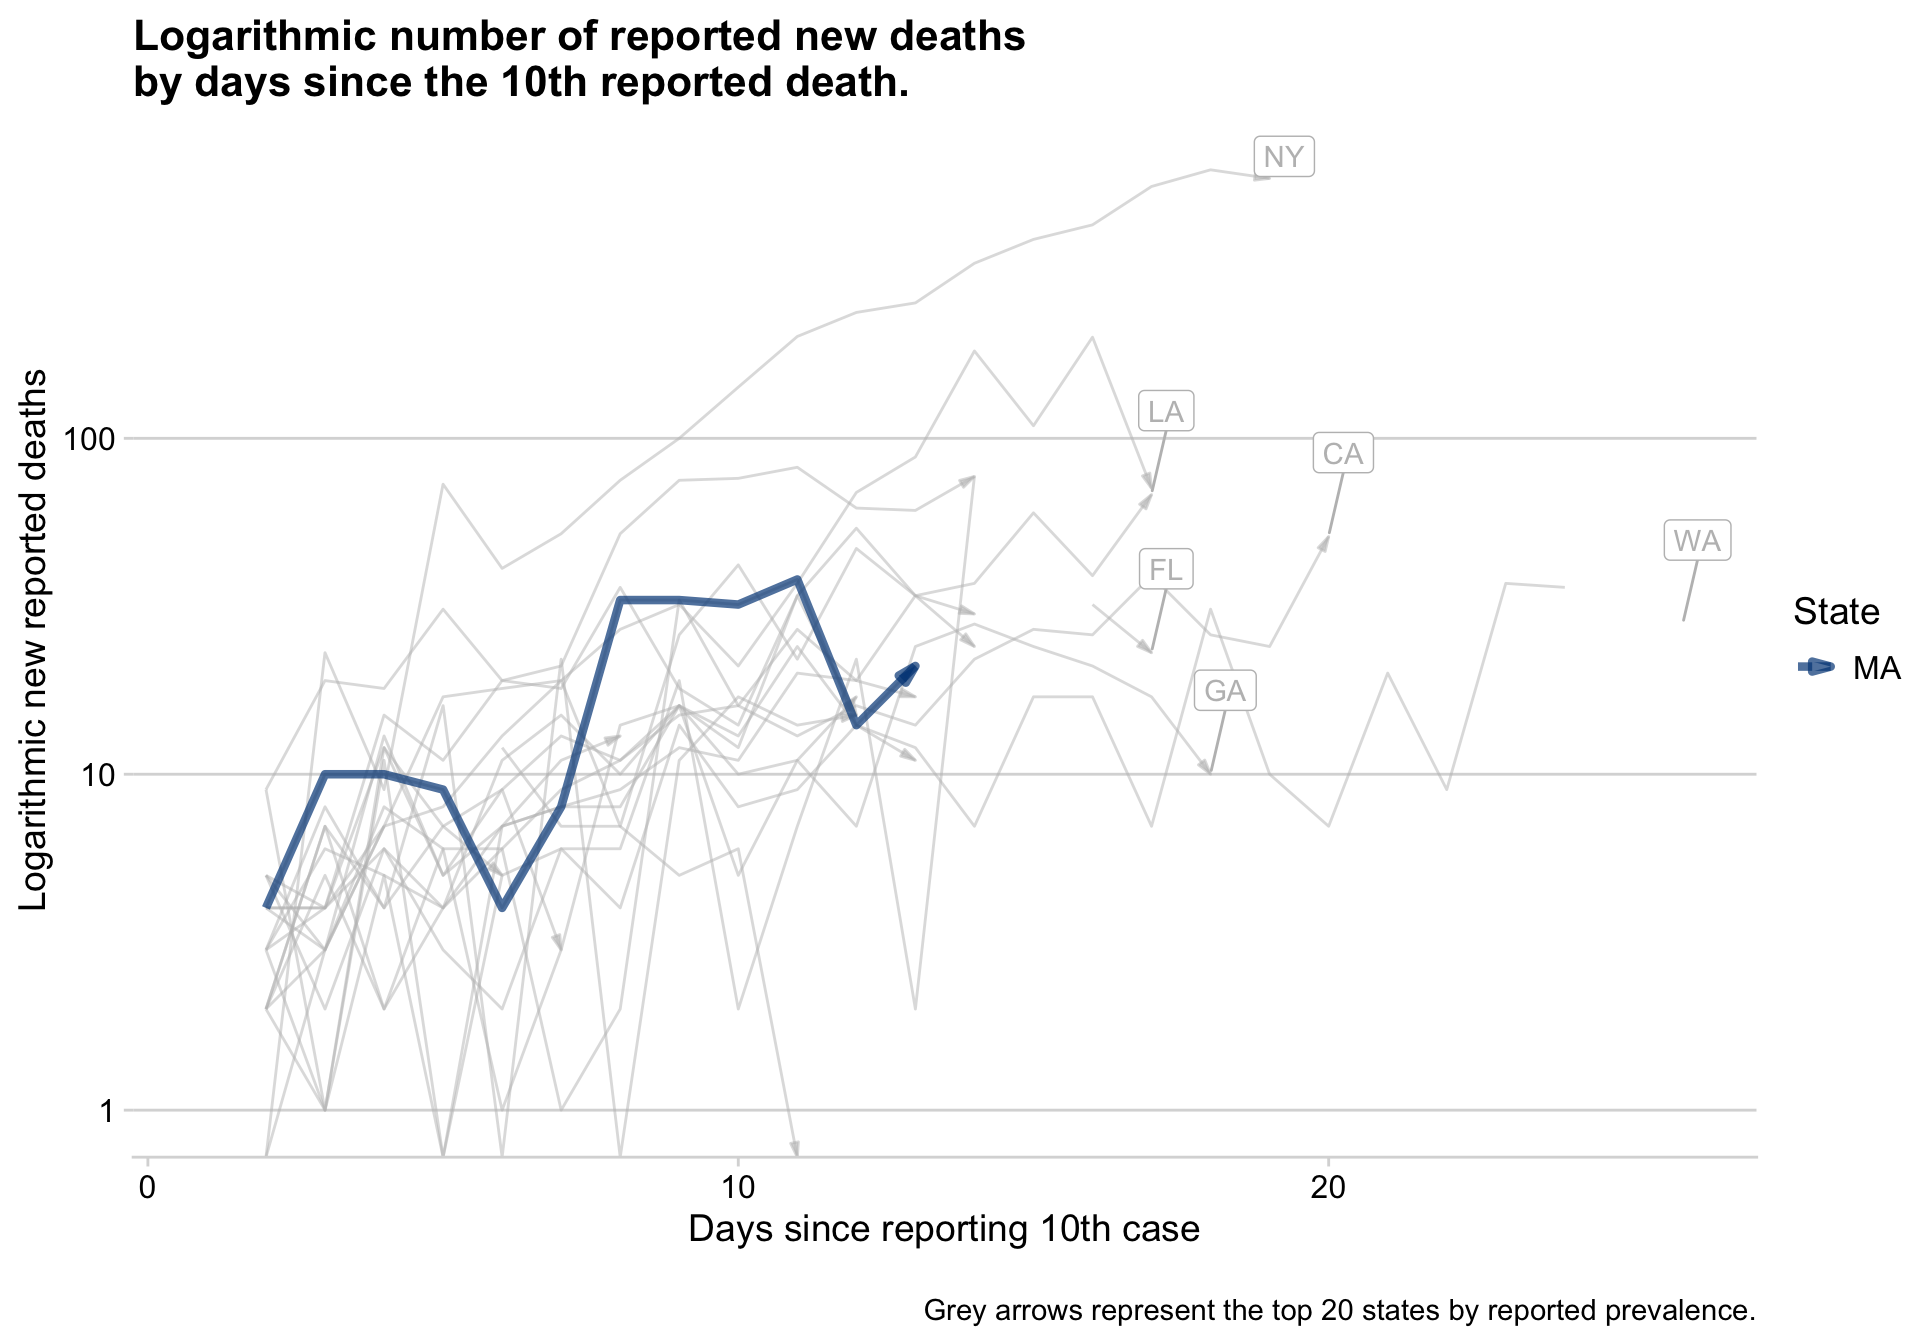 Logarithmic number of reported new deaths
by days since the 10th reported death.
NY
LA
CA
WA
FL
GA
Logarithmic new reported deaths
100
10
1
0
10
20
Days since reporting 10th case
State
MA
Grey arrows represent the top 20 states by reported prevalence.